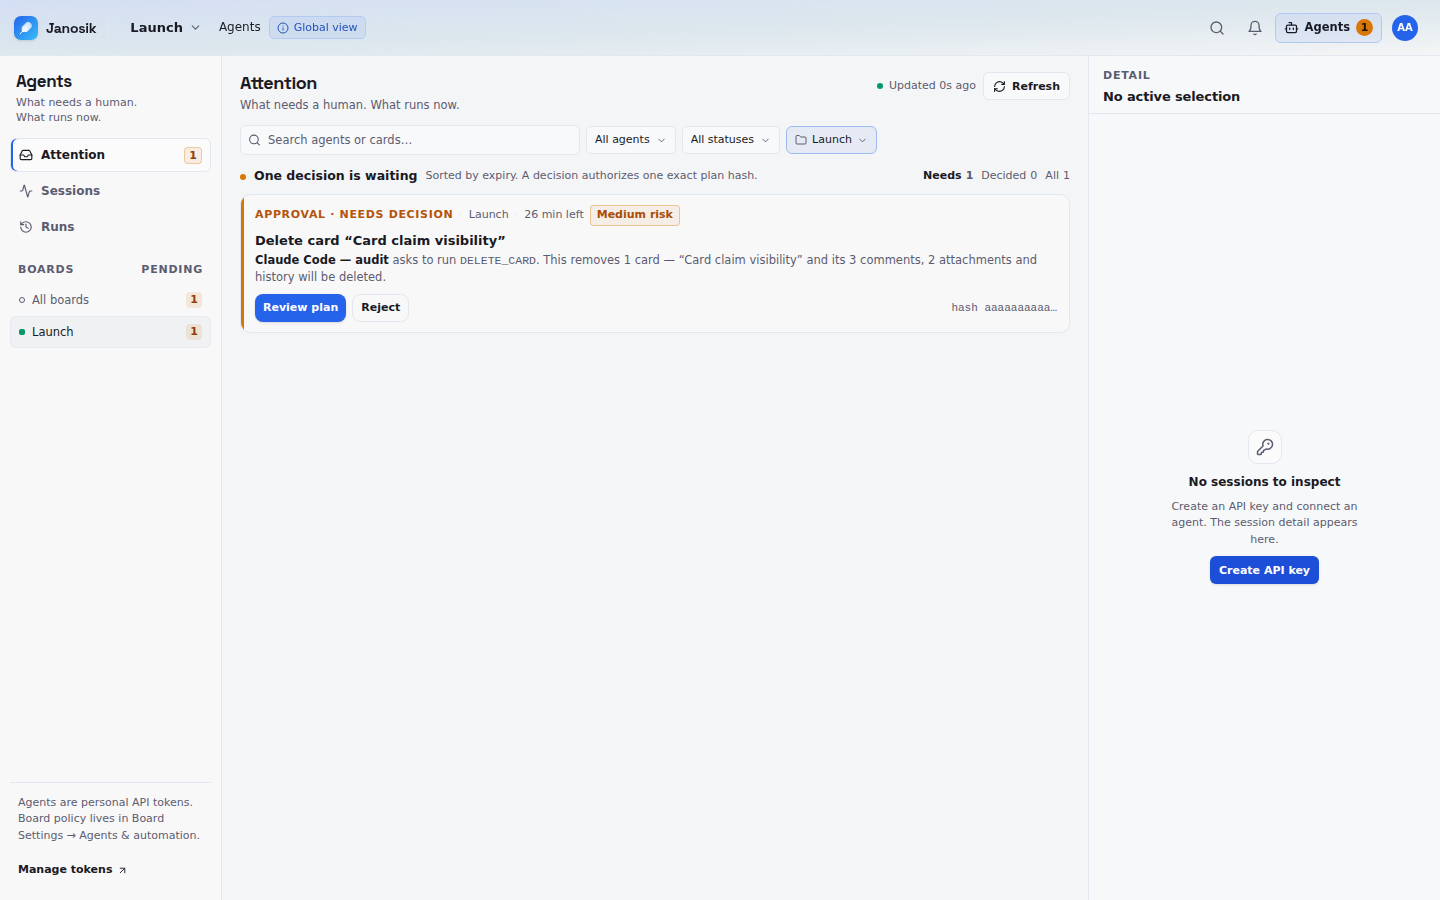 Janosik
Launch
Agents
Global view
Agents 1
AA
Agents
What needs a human.
What runs now.
Attention 1
Sessions
Runs
BOARDS PENDING
All boards 1
Launch 1
Agents are personal API tokens.
Board policy lives in Board
Settings → Agents & automation.
Manage tokens
Attention
What needs a human. What runs now.
Updated 0s ago
Refresh
Search agents or cards...
All agents
All statuses
Launch
One decision is waiting Sorted by expiry. A decision authorizes one exact plan hash.
Needs 1 Decided 0 All 1
APPROVAL · NEEDS DECISION Launch 26 min left Medium risk
Delete card “Card claim visibility”
Claude Code — audit asks to run DELETE_CARD. This removes 1 card — “Card claim visibility” and its 3 comments, 2 attachments and
history will be deleted.
Review plan
Reject
hash aaaaaaaaaa…
DETAIL
No active selection
No sessions to inspect
Create an API key and connect an
agent. The session detail appears
here.
Create API key